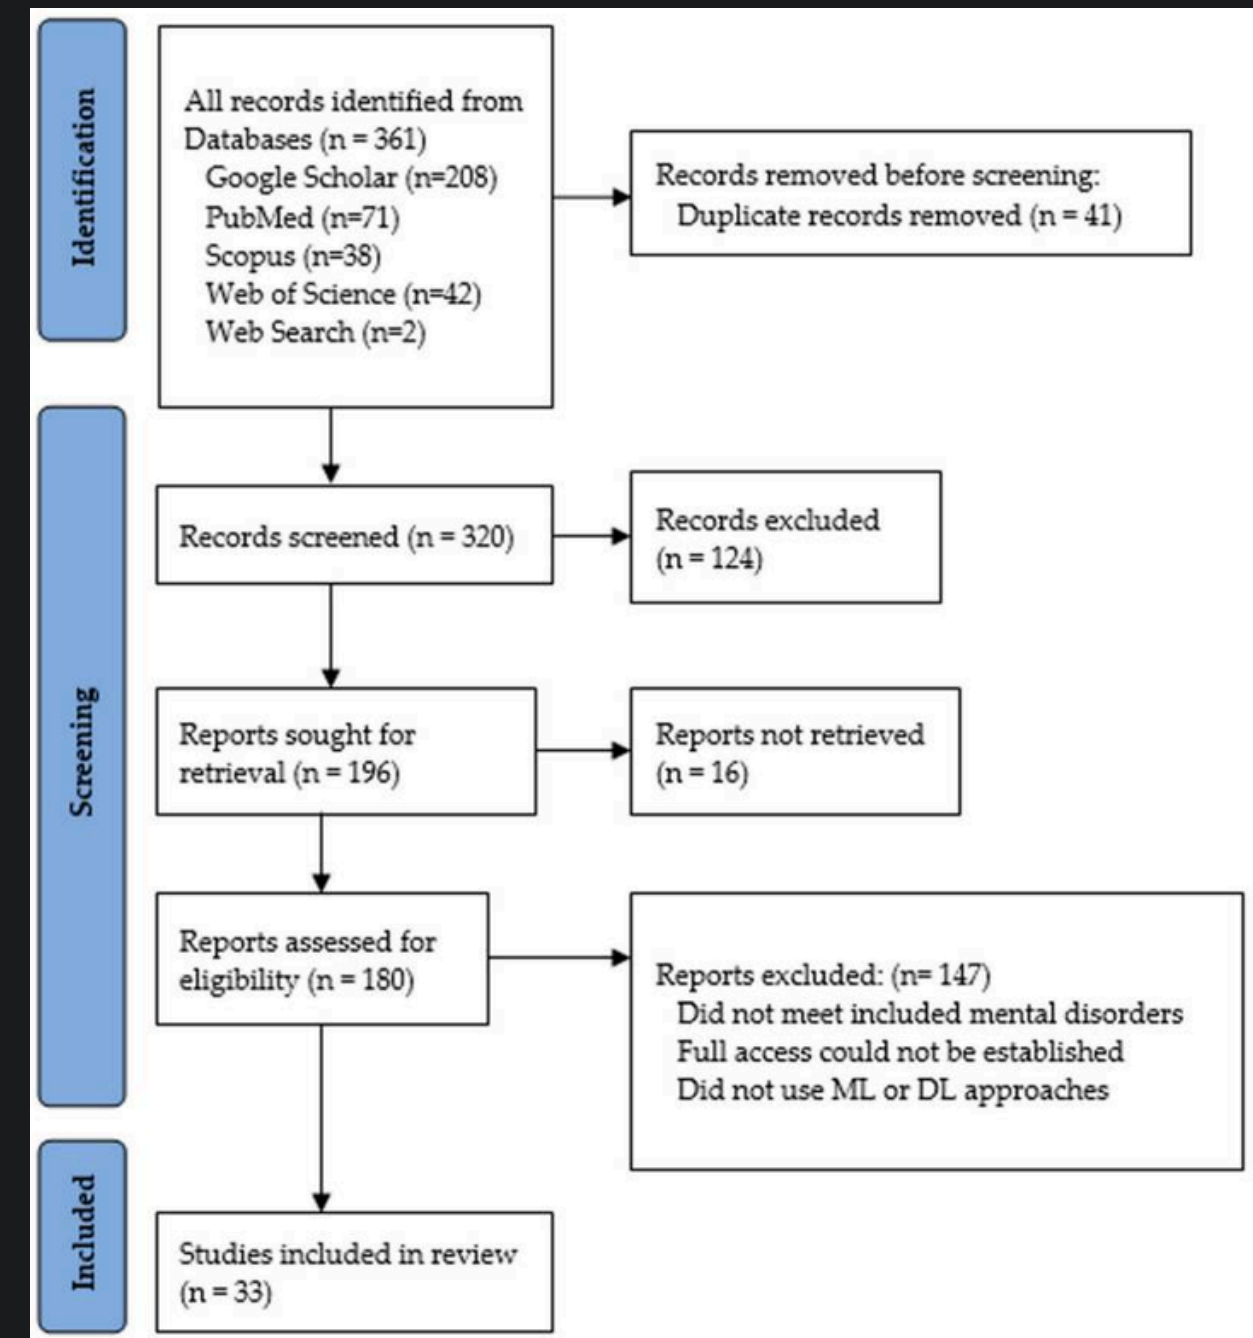 Identification
All records identified from
Databases (n = 361)
Google Scholar (n=208)
PubMed (n=71)
Scopus (n=38)
Web of Science (n=42)
Web Search (n=2)
Records removed before screening:
Duplicate records removed (n = 41)
Screening
Records screened (n = 320)
Records excluded
(n = 124)
Reports sought for
retrieval (n = 196)
Reports not retrieved
(n = 16)
Reports assessed for
eligibility (n = 180)
Reports excluded: (n= 147)
Did not meet included mental disorders
Full access could not be established
Did not use ML or DL approaches
Included
Studies included in review
(n = 33)